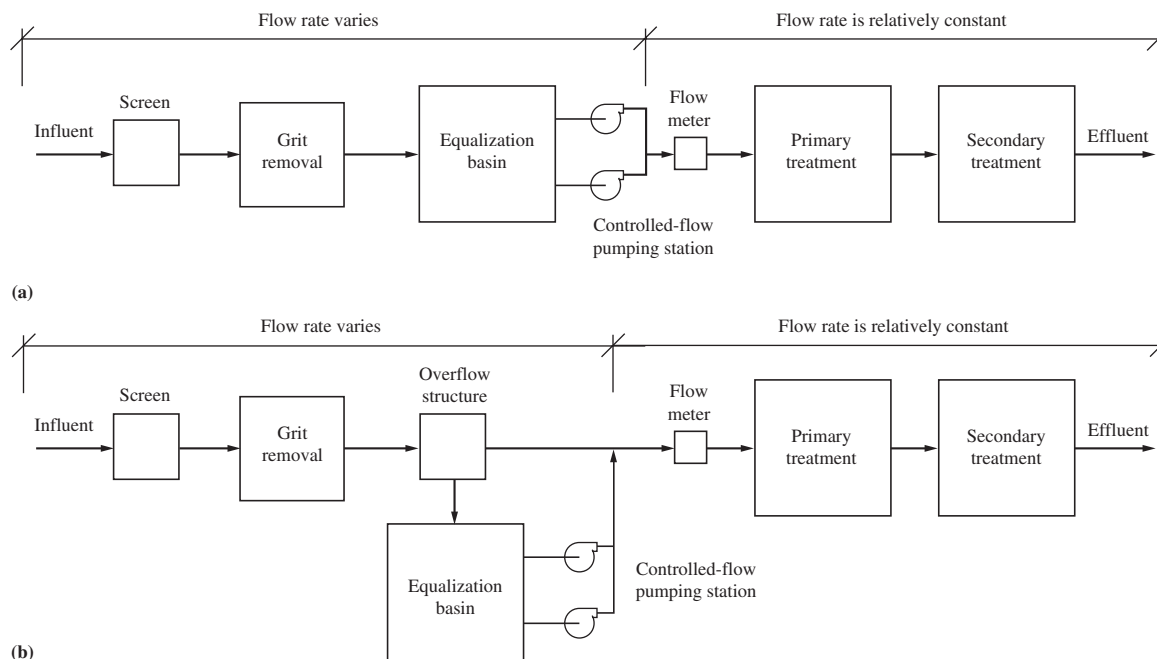 Flow rate varies
Flow rate is relatively constant
Influent
Screen
Grit
removal
Equalization
basin
Controlled-flow
pumping station
Flow
meter
Primary
treatment
Secondary
treatment
Effluent
(a)
Flow rate varies
Flow rate is relatively constant
Influent
Screen
Grit
removal
Overflow
structure
Equalization
basin
Controlled-flow
pumping station
Flow
meter
Primary
treatment
Secondary
treatment
Effluent
(b)